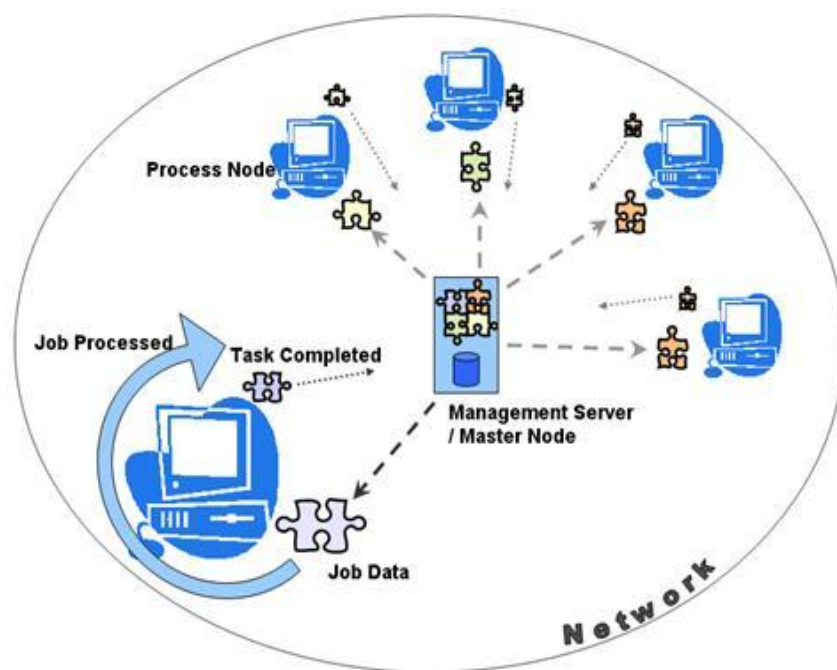 Process Node
Job Processed
Task Completed
Management Server
/ Master Node
Job Data
Network